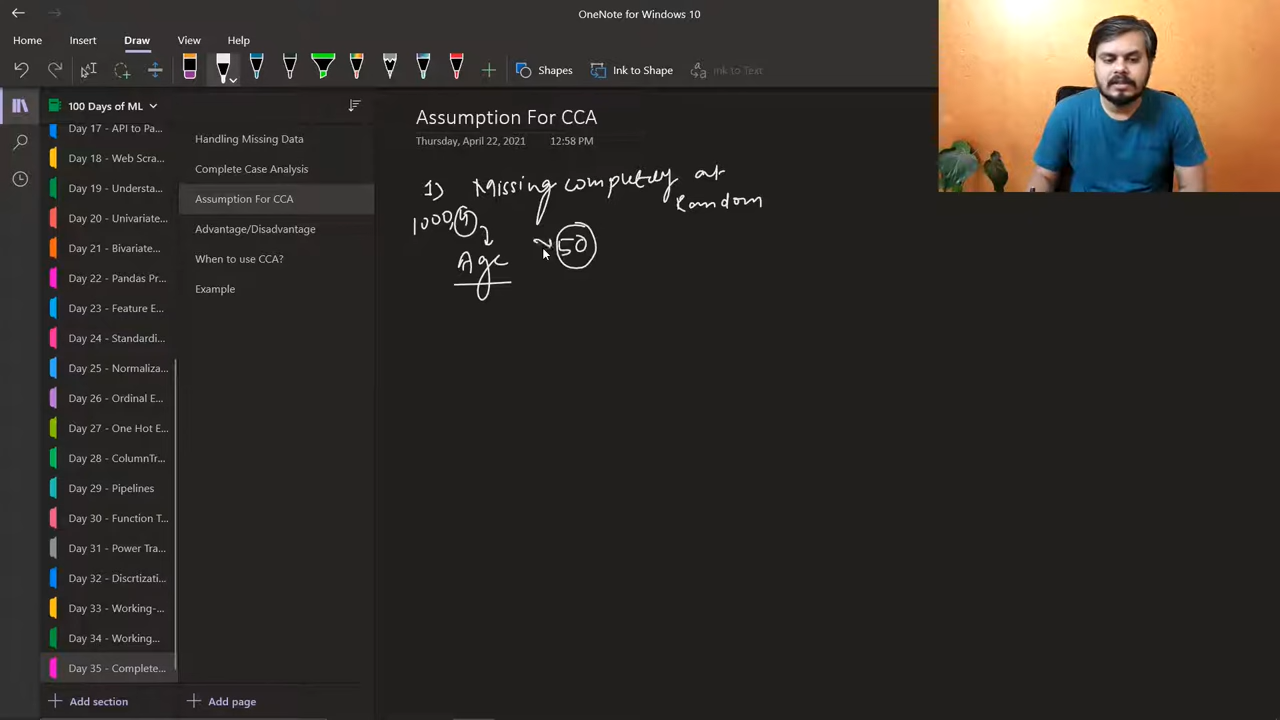 OneNote for Windows 10
Home Insert Draw View Help
Shapes Ink to Shape Ink to Text
100 Days of ML
Day 17 - API to Pa...
Day 18 - Web Scra...
Day 19 - Understa...
Day 20 - Univariate...
Day 21 - Bivariate...
Day 22 - Pandas Pr...
Day 23 - Feature E...
Day 24 - Standardi...
Day 25 - Normaliza...
Day 26 - Ordinal E...
Day 27 - One Hot E...
Day 28 - ColumnTr...
Day 29 - Pipelines
Day 30 - Function T...
Day 31 - Power Tra...
Day 32 - Discrtizati...
Day 33 - Working-...
Day 34 - Working...
Day 35 - Complete...
Add section
Handling Missing Data
Complete Case Analysis
Assumption For CCA
Advantage/Disadvantage
When to use CCA?
Example
Add page
Assumption For CCA
Thursday, April 22, 2021 12:58 PM
1) Missing completely at
Random
1000,
Age
~ 50